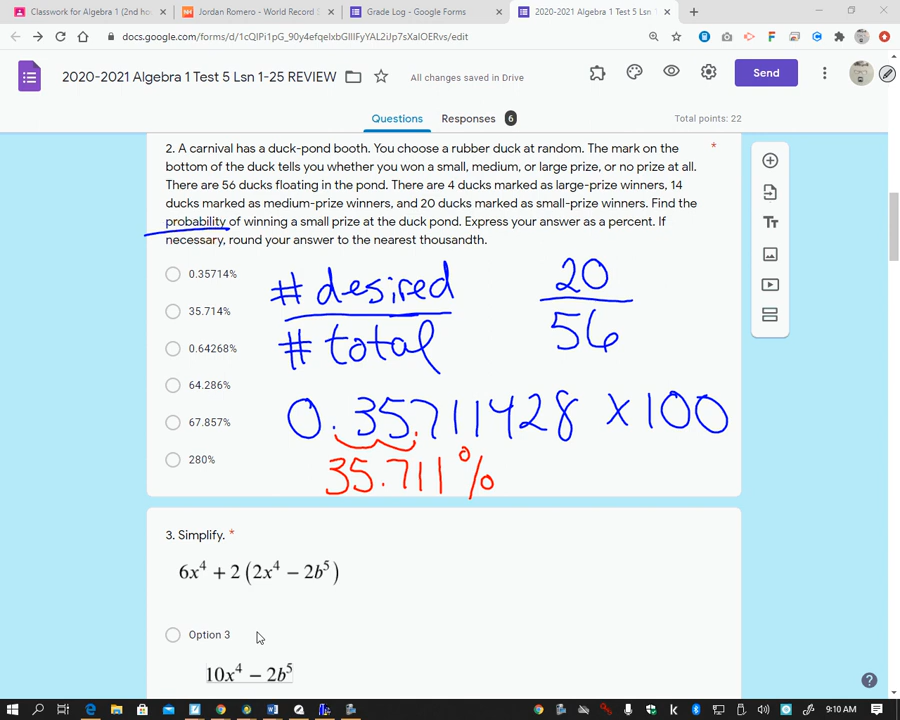 Classwork for Algebra 1 (2nd ho
Jordan Romero - World Record S
Grade Log - Google Forms
2020-2021 Algebra 1 Test 5 Lsn 1
docs.google.com/forms/d/1cQlPi1pG_90y4efqelxbGlIIFyYAL2iJp7sXalOERvs/edit
2020-2021 Algebra 1 Test 5 Lsn 1-25 REVIEW
All changes saved in Drive
Send
Questions
Responses 6
Total points: 22
2. A carnival has a duck-pond booth. You choose a rubber duck at random. The mark on the *
bottom of the duck tells you whether you won a small, medium, or large prize, or no prize at all.
There are 56 ducks floating in the pond. There are 4 ducks marked as large-prize winners, 14
ducks marked as medium-prize winners, and 20 ducks marked as small-prize winners. Find the
probability of winning a small prize at the duck pond. Express your answer as a percent. If
necessary, round your answer to the nearest thousandth.
0.35714%
35.714%
0.64268%
64.286%
67.857%
280%
# desired
# total
20
56
0.35711428 × 100
35.711%
3. Simplify. *
6x⁴ + 2 (2x⁴ − 2b⁵)
Option 3
10x⁴ − 2b⁵
9:10 AM